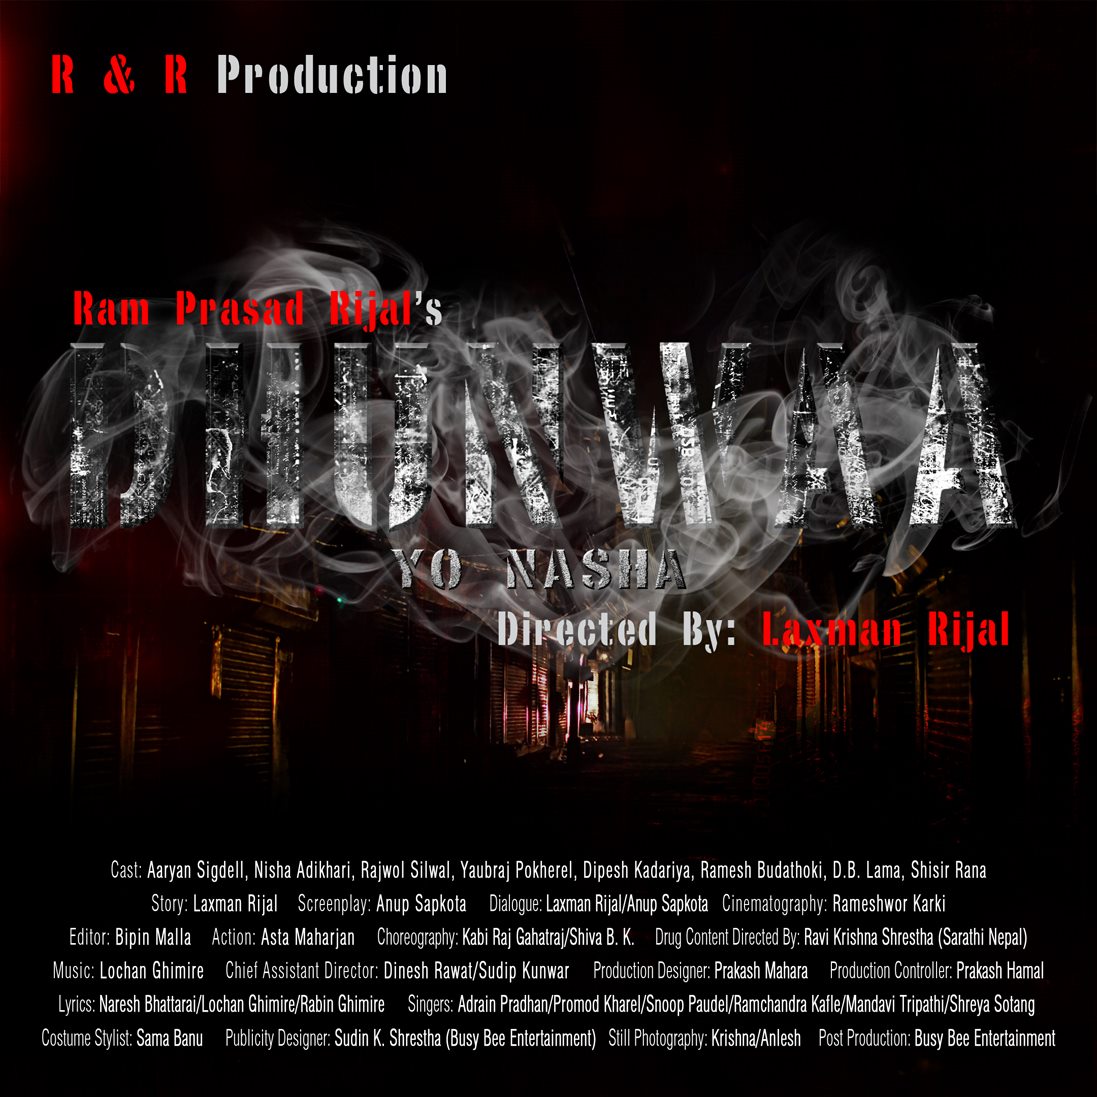 R & R Production
Ram Prasad Rijal's
DHUNWAA
YO NASHA
Directed By: Laxman Rijal
Cast: Aaryan Sigdell, Nisha Adikhari, Rajwol Silwal, Yaubraj Pokherel, Dipesh Kadariya, Ramesh Budathoki, D.B. Lama, Shisir Rana
Story: Laxman Rijal Screenplay: Anup Sapkota Dialogue: Laxman Rijal/Anup Sapkota Cinematography: Rameshwor Karki
Editor: Bipin Malla Action: Asta Maharjan Choreography: Kabi Raj Gahatraj/Shiva B. K. Drug Content Directed By: Ravi Krishna Shrestha (Sarathi Nepal)
Music: Lochan Ghimire Chief Assistant Director: Dinesh Rawat/Sudip Kunwar Production Designer: Prakash Mahara Production Controller: Prakash Hamal
Lyrics: Naresh Bhattarai/Lochan Ghimire/Rabin Ghimire Singers: Adrain Pradhan/Promod Kharel/Snoop Paudel/Ramchandra Kafle/Mandavi Tripathi/Shreya Sotang
Costume Stylist: Sama Banu Publicity Designer: Sudin K. Shrestha (Busy Bee Entertainment) Still Photography: Krishna/Anlesh Post Production: Busy Bee Entertainment